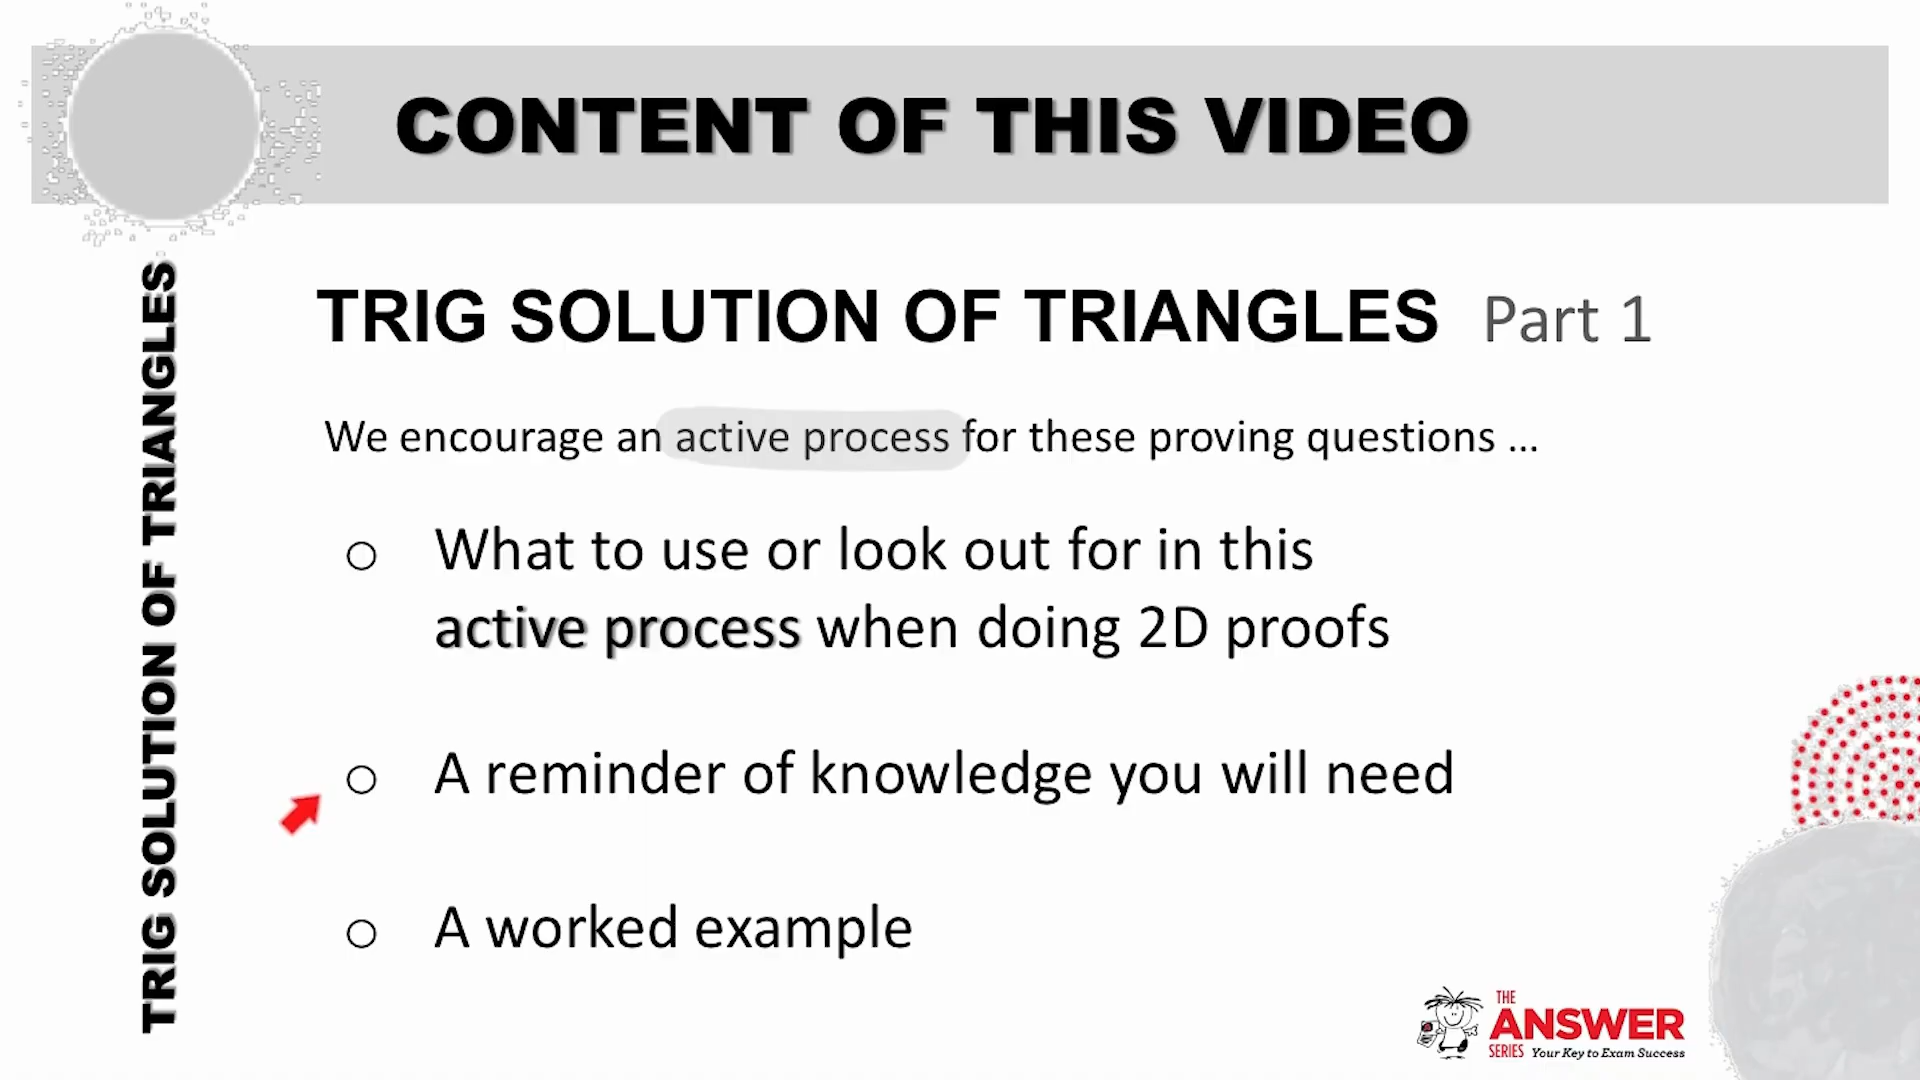 CONTENT OF THIS VIDEO
TRIG SOLUTION OF TRIANGLES
TRIG SOLUTION OF TRIANGLES Part 1
We encourage an active process for these proving questions ...
o What to use or look out for in this
active process when doing 2D proofs
o A reminder of knowledge you will need
o A worked example
THE
ANSWER
SERIES Your Key to Exam Success